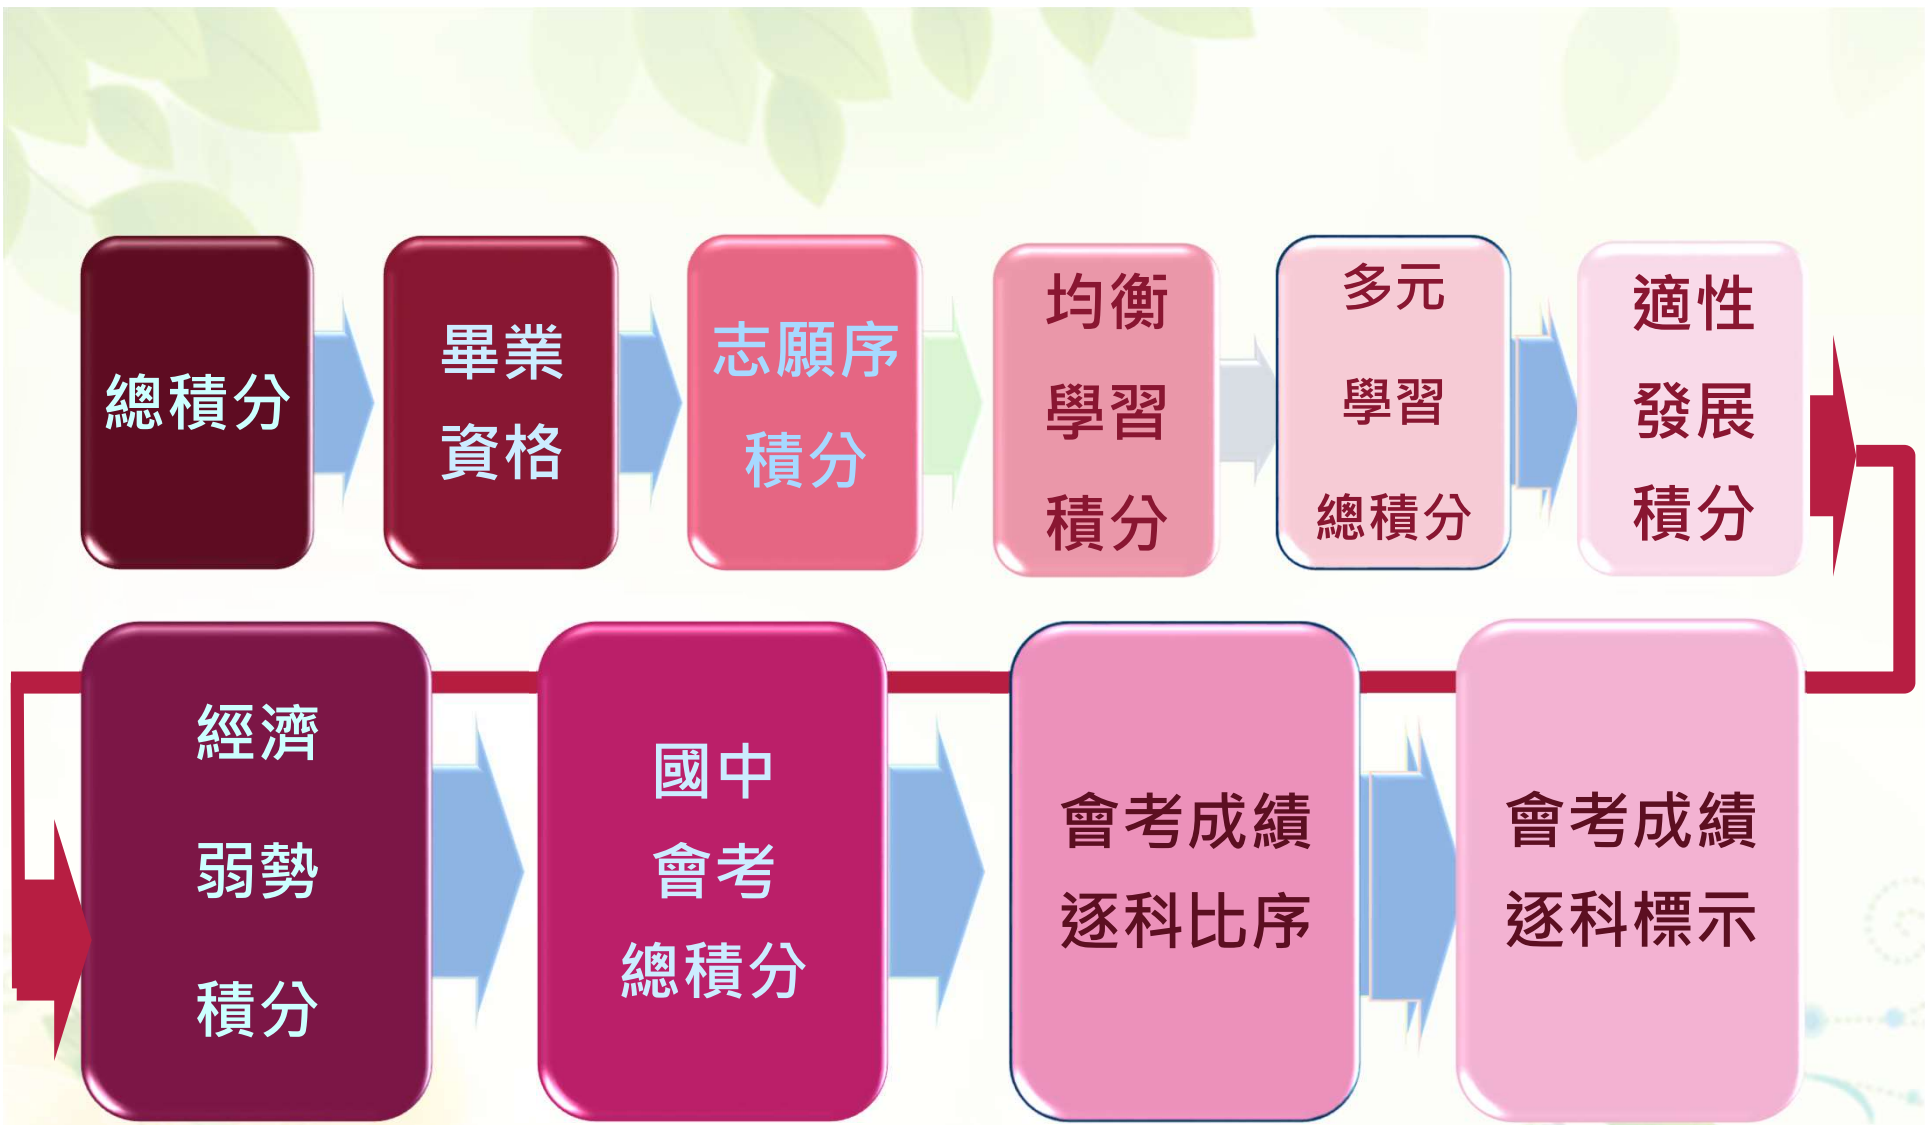 總積分
畢業
資格
志願序
積分
均衡
學習
積分
多元
學習
總積分
適性
發展
積分
經濟
弱勢
積分
國中
會考
總積分
會考成績
逐科比序
會考成績
逐科標示